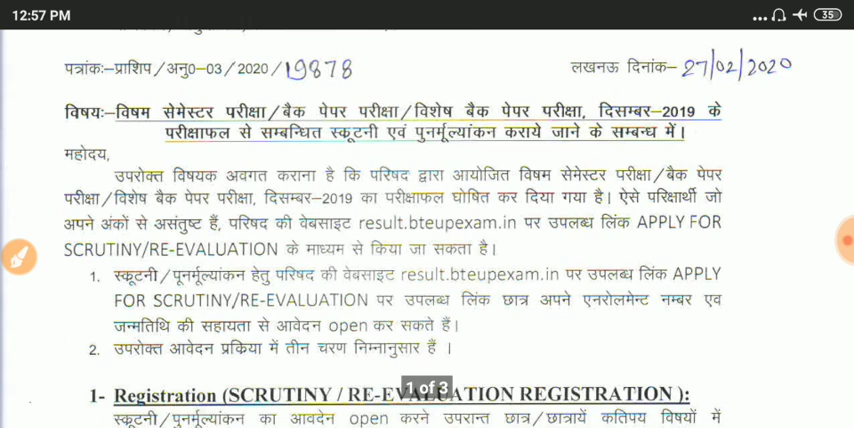 12:57 PM
35
पत्रांकः–प्राशिप/अनु0–03/2020/19878
लखनऊ दिनांक– 27/02/2020
विषयः–विषम सेमेस्टर परीक्षा/बैक पेपर परीक्षा/विशेष बैक पेपर परीक्षा, दिसम्बर–2019 के
परीक्षाफल से सम्बन्धित स्कूटनी एवं पुनर्मूल्यांकन कराये जाने के सम्बन्ध में।
महोदय,
उपरोक्त विषयक अवगत कराना है कि परिषद द्वारा आयोजित विषम सेमेस्टर परीक्षा/बैक पेपर
परीक्षा/विशेष बैक पेपर परीक्षा, दिसम्बर–2019 का परीक्षाफल घोषित कर दिया गया है। ऐसे परिक्षार्थी जो
अपने अंकों से असंतुष्ट हैं, परिषद की वेबसाइट result.bteupexam.in पर उपलब्ध लिंक APPLY FOR
SCRUTINY/RE-EVALUATION के माध्यम से किया जा सकता है।
1. स्कूटनी/पूनर्मूल्यांकन हेतु परिषद की वेबसाइट result.bteupexam.in पर उपलब्ध लिंक APPLY
FOR SCRUTINY/RE-EVALUATION पर उपलब्ध लिंक छात्र अपने एनरोलमेन्ट नम्बर एव
जन्मतिथि की सहायता से आवेदन open कर सकते हैं।
2. उपरोक्त आवेदन प्रकिया में तीन चरण निम्नानुसार हैं ।
1 of 3
1- Registration (SCRUTINY / RE-EVALUATION REGISTRATION ):
स्कूटनी/पुनर्मूल्यांकन का आवदेन open करने उपरान्त छात्र/छात्रायें कतिपय विषयों में